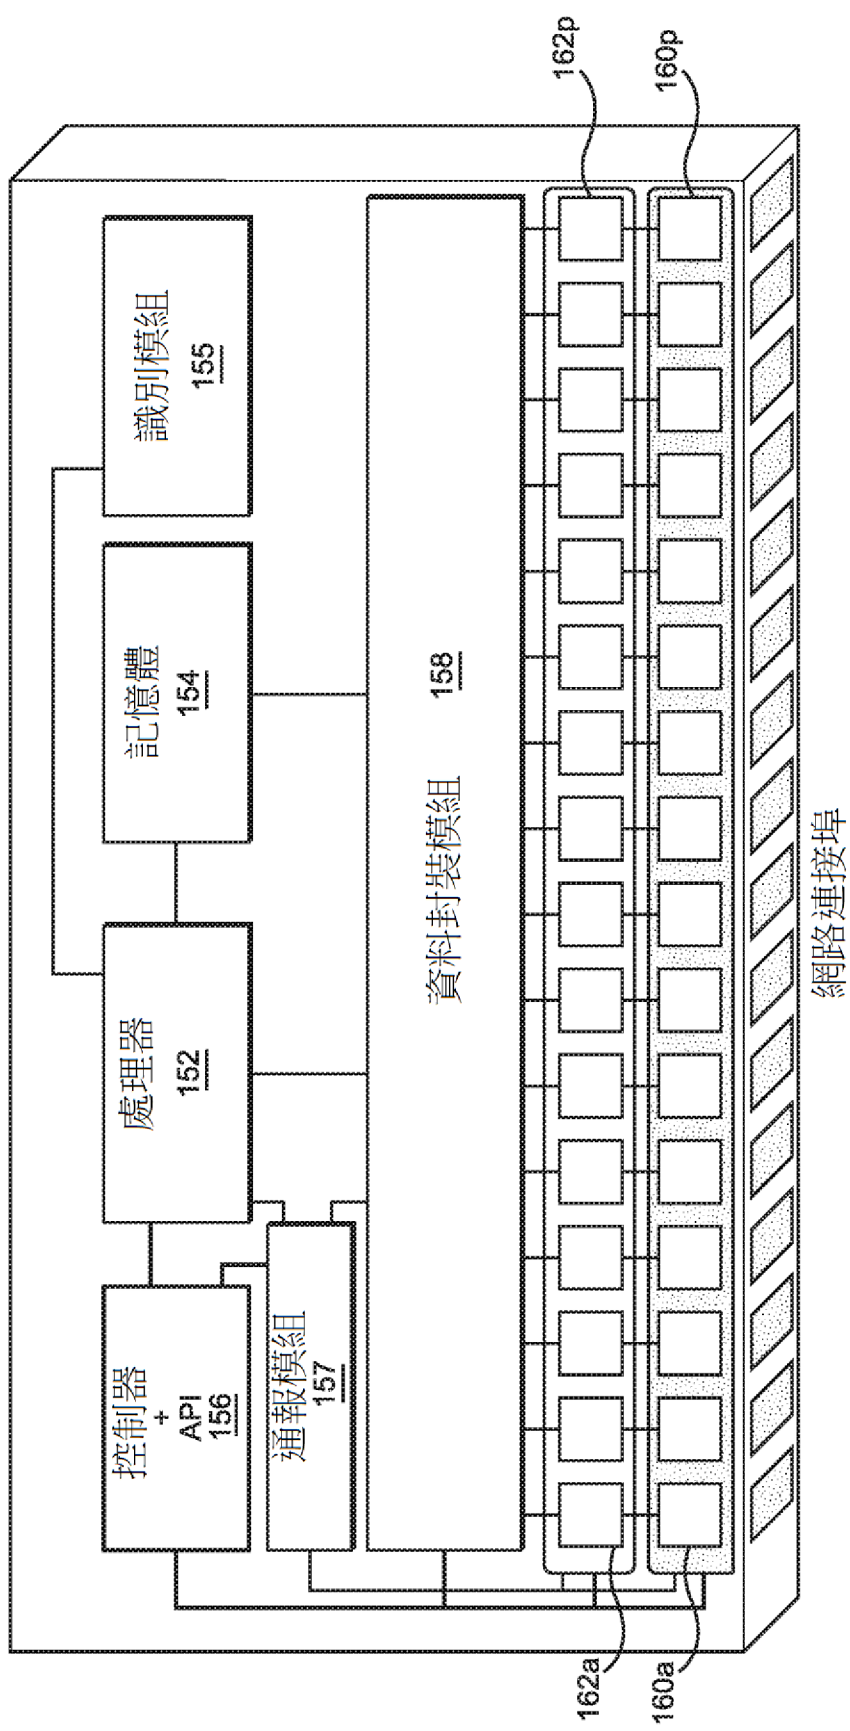 控制器
+
API
156
處理器
152
記憶體
154
識別模組
155
通報模組
157
資料封裝模組
158
162a
162p
160a
160p
網路連接埠